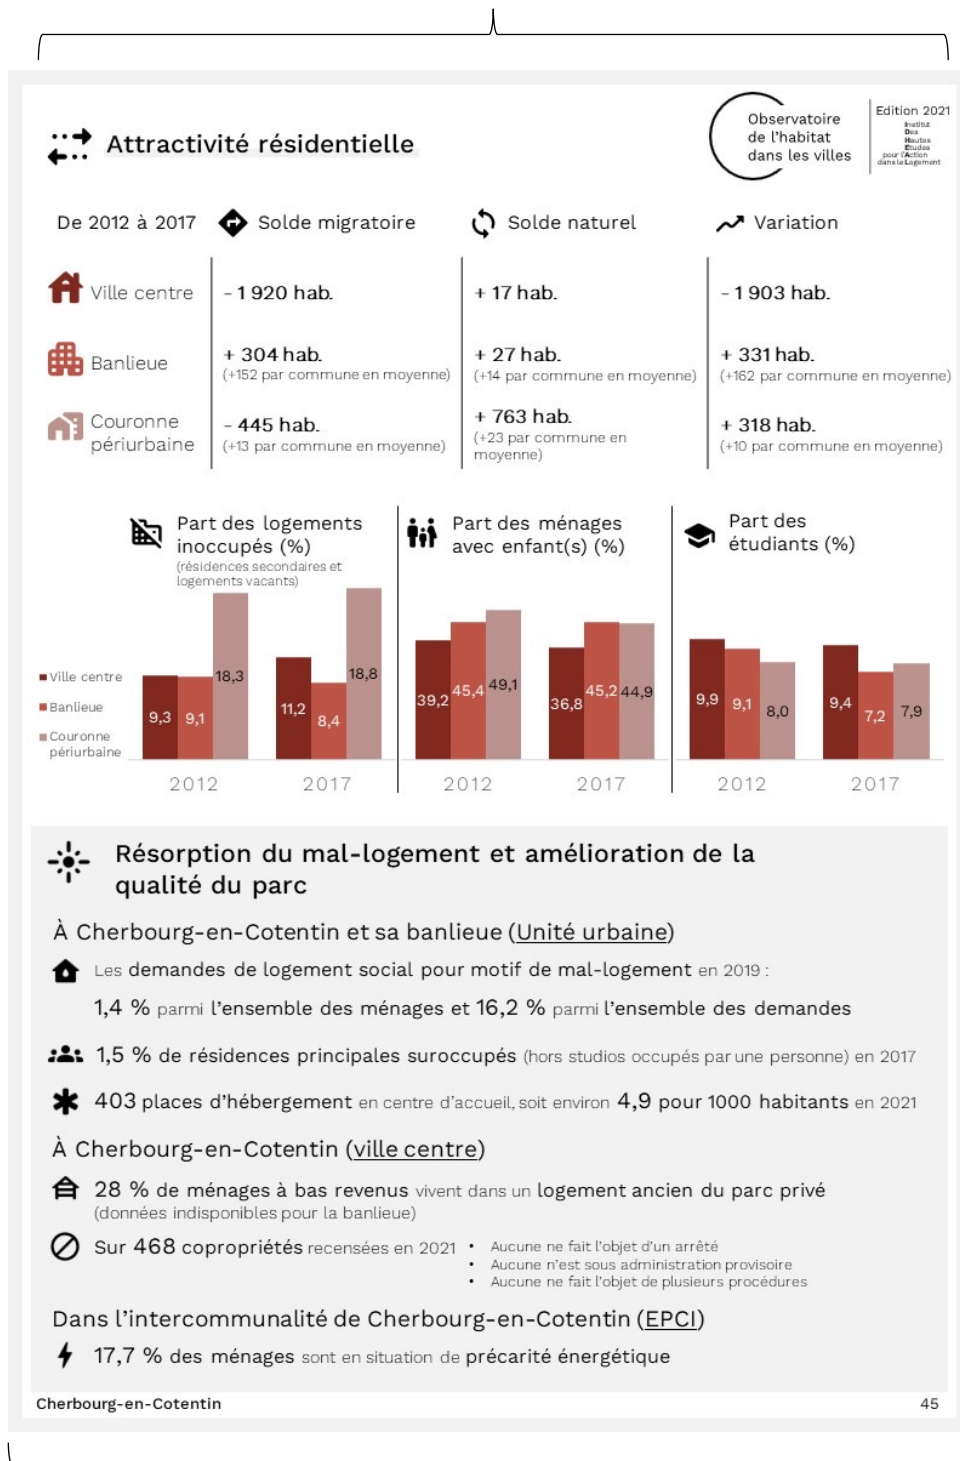 Attractivité résidentielle
Observatoire
de l'habitat
dans les villes
Edition 2021
Institut
Des
Hautes
Etudes
pour l'Action
dans le Logement
De 2012 à 2017
Solde migratoire
Solde naturel
Variation
Ville centre
- 1 920 hab.
+ 17 hab.
- 1 903 hab.
Banlieue
+ 304 hab.
(+152 par commune en moyenne)
+ 27 hab.
(+14 par commune en moyenne)
+ 331 hab.
(+162 par commune en moyenne)
Couronne
périurbaine
- 445 hab.
(+13 par commune en moyenne)
+ 763 hab.
(+23 par commune en
moyenne)
+ 318 hab.
(+10 par commune en moyenne)
Part des logements
inoccupés (%)
(résidences secondaires et
logements vacants)
Ville centre
Banlieue
Couronne
périurbaine
9,3 9,1 18,3
11,2 8,4 18,8
2012 2017
Part des ménages
avec enfant(s) (%)
39,2 45,4 49,1
36,8 45,2 44,9
2012 2017
Part des
étudiants (%)
9,9 9,1 8,0
9,4 7,2 7,9
2012 2017
Résorption du mal-logement et amélioration de la
qualité du parc
À Cherbourg-en-Cotentin et sa banlieue (Unité urbaine)
Les demandes de logement social pour motif de mal-logement en 2019 :
1,4 % parmi l'ensemble des ménages et 16,2 % parmi l'ensemble des demandes
1,5 % de résidences principales suroccupés (hors studios occupés par une personne) en 2017
403 places d'hébergement en centre d'accueil, soit environ 4,9 pour 1000 habitants en 2021
À Cherbourg-en-Cotentin (ville centre)
28 % de ménages à bas revenus vivent dans un logement ancien du parc privé
(données indisponibles pour la banlieue)
Sur 468 copropriétés recensées en 2021
• Aucune ne fait l'objet d'un arrêté
• Aucune n'est sous administration provisoire
• Aucune ne fait l'objet de plusieurs procédures
Dans l'intercommunalité de Cherbourg-en-Cotentin (EPCI)
17,7 % des ménages sont en situation de précarité énergétique
Cherbourg-en-Cotentin
45